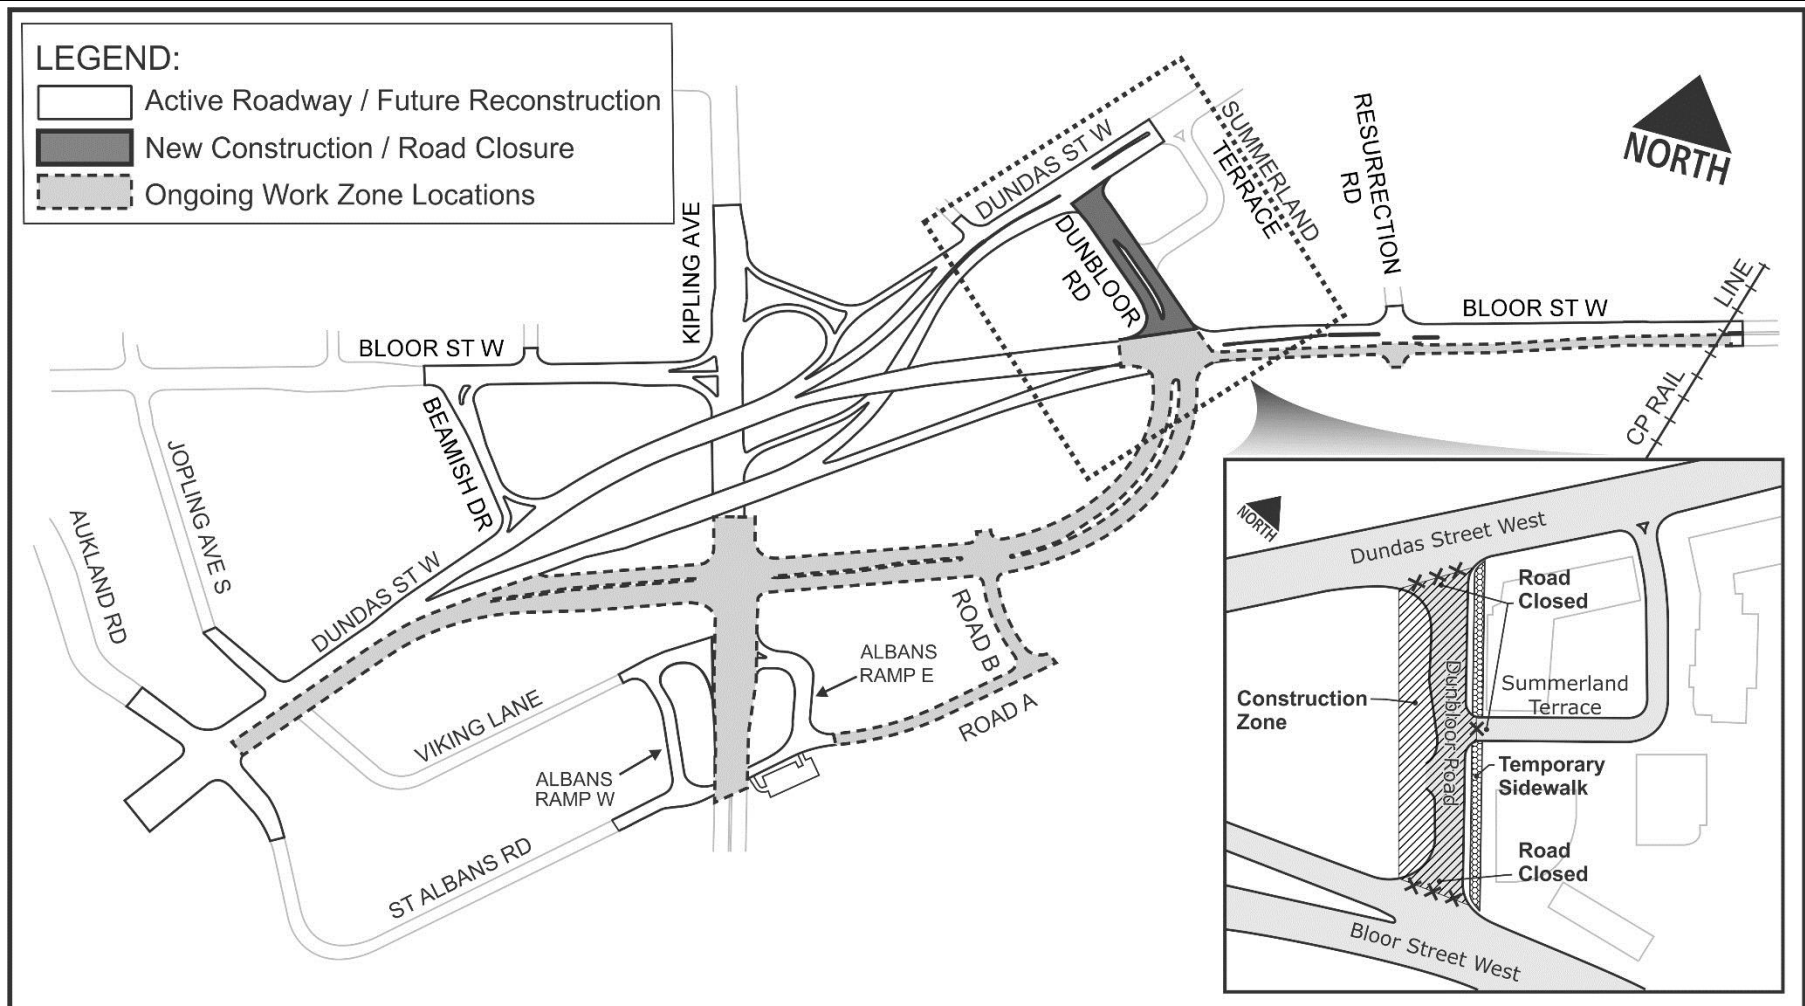 LEGEND:
Active Roadway / Future Reconstruction
New Construction / Road Closure
Ongoing Work Zone Locations
NORTH
KIPLING AVE
DUNDAS ST W
SUMMERLAND
TERRACE
RESURRECTION
RD
DUNBLOOR
RD
BLOOR ST W
BLOOR ST W
CP RAIL LINE
BEAMISH DR
JOPLING AVE S
AUKLAND RD
DUNDAS ST W
VIKING LANE
ALBANS
RAMP E
ROAD B
ROAD A
ALBANS
RAMP W
ST ALBANS RD
NORTH
Dundas Street West
Road
Closed
Construction
Zone
Dunbloor Road
Summerland
Terrace
Temporary
Sidewalk
Road
Closed
Bloor Street West